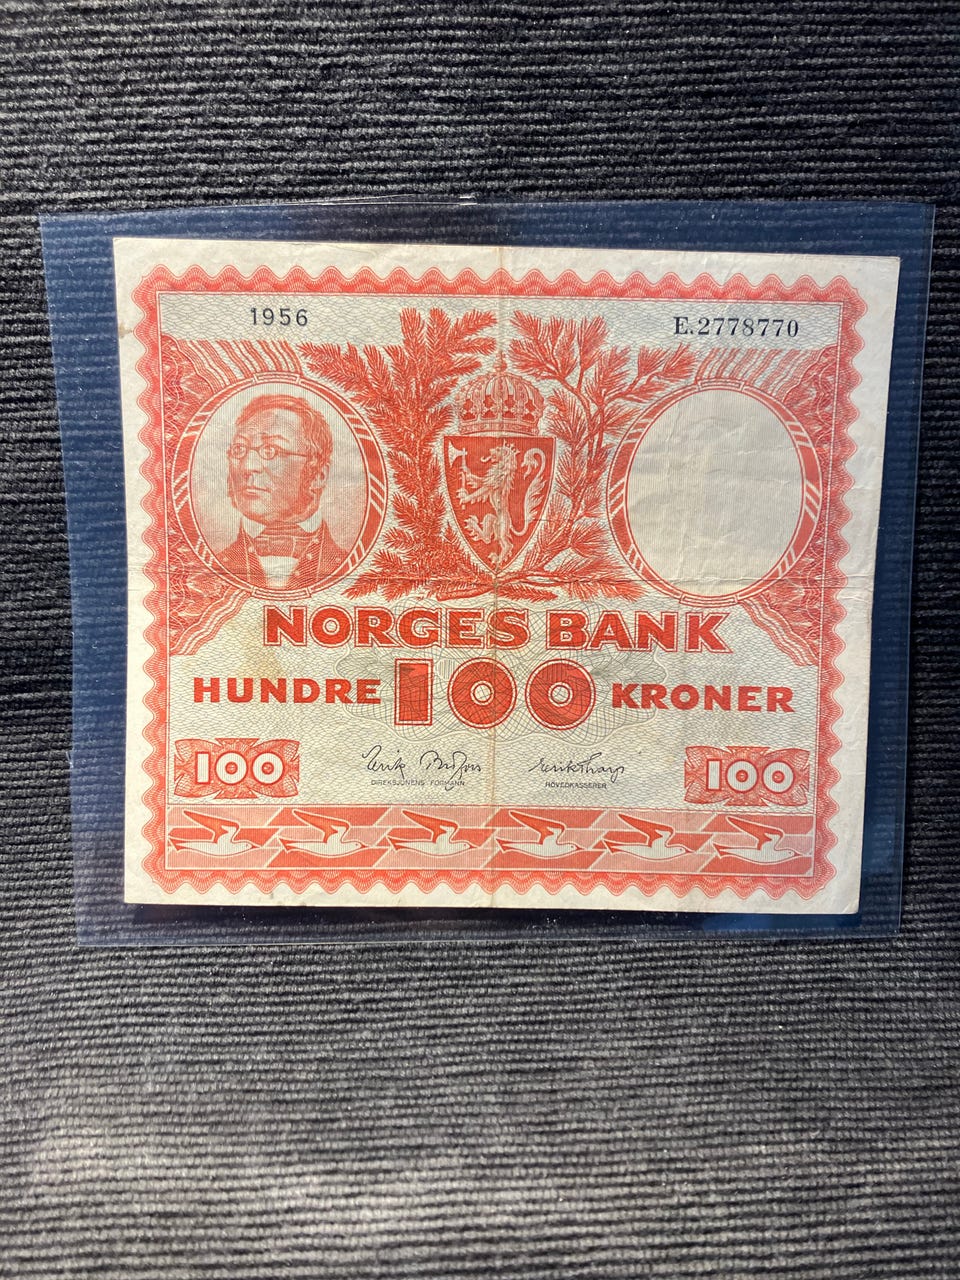 1956 E.2778770
NORGES BANK
HUNDRE 100 KRONER
100 100
DIREKSJONENS FORMANN HOVEDKASSERER